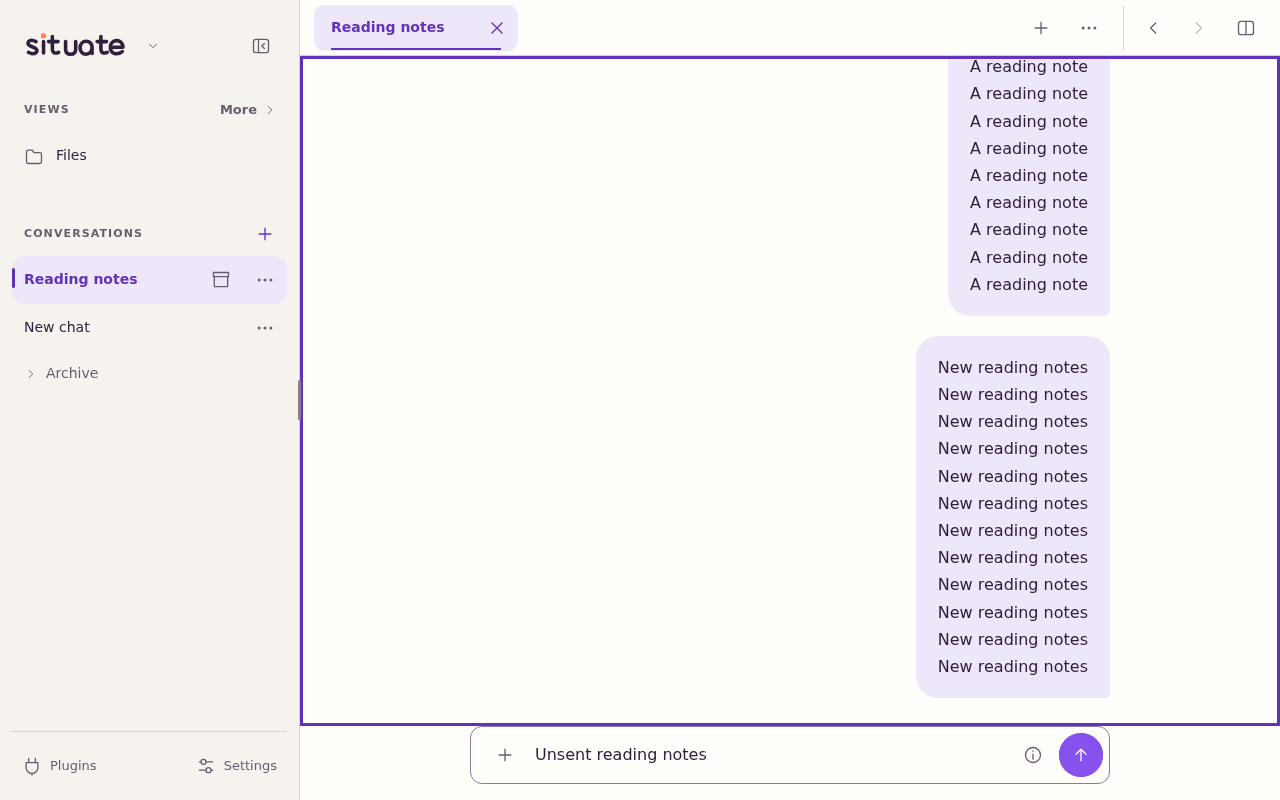 situate
Reading notes
VIEWS
More
Files
CONVERSATIONS
Reading notes
New chat
Archive
Plugins
Settings
A reading note
A reading note
A reading note
A reading note
A reading note
A reading note
A reading note
A reading note
A reading note
New reading notes
New reading notes
New reading notes
New reading notes
New reading notes
New reading notes
New reading notes
New reading notes
New reading notes
New reading notes
New reading notes
New reading notes
Unsent reading notes